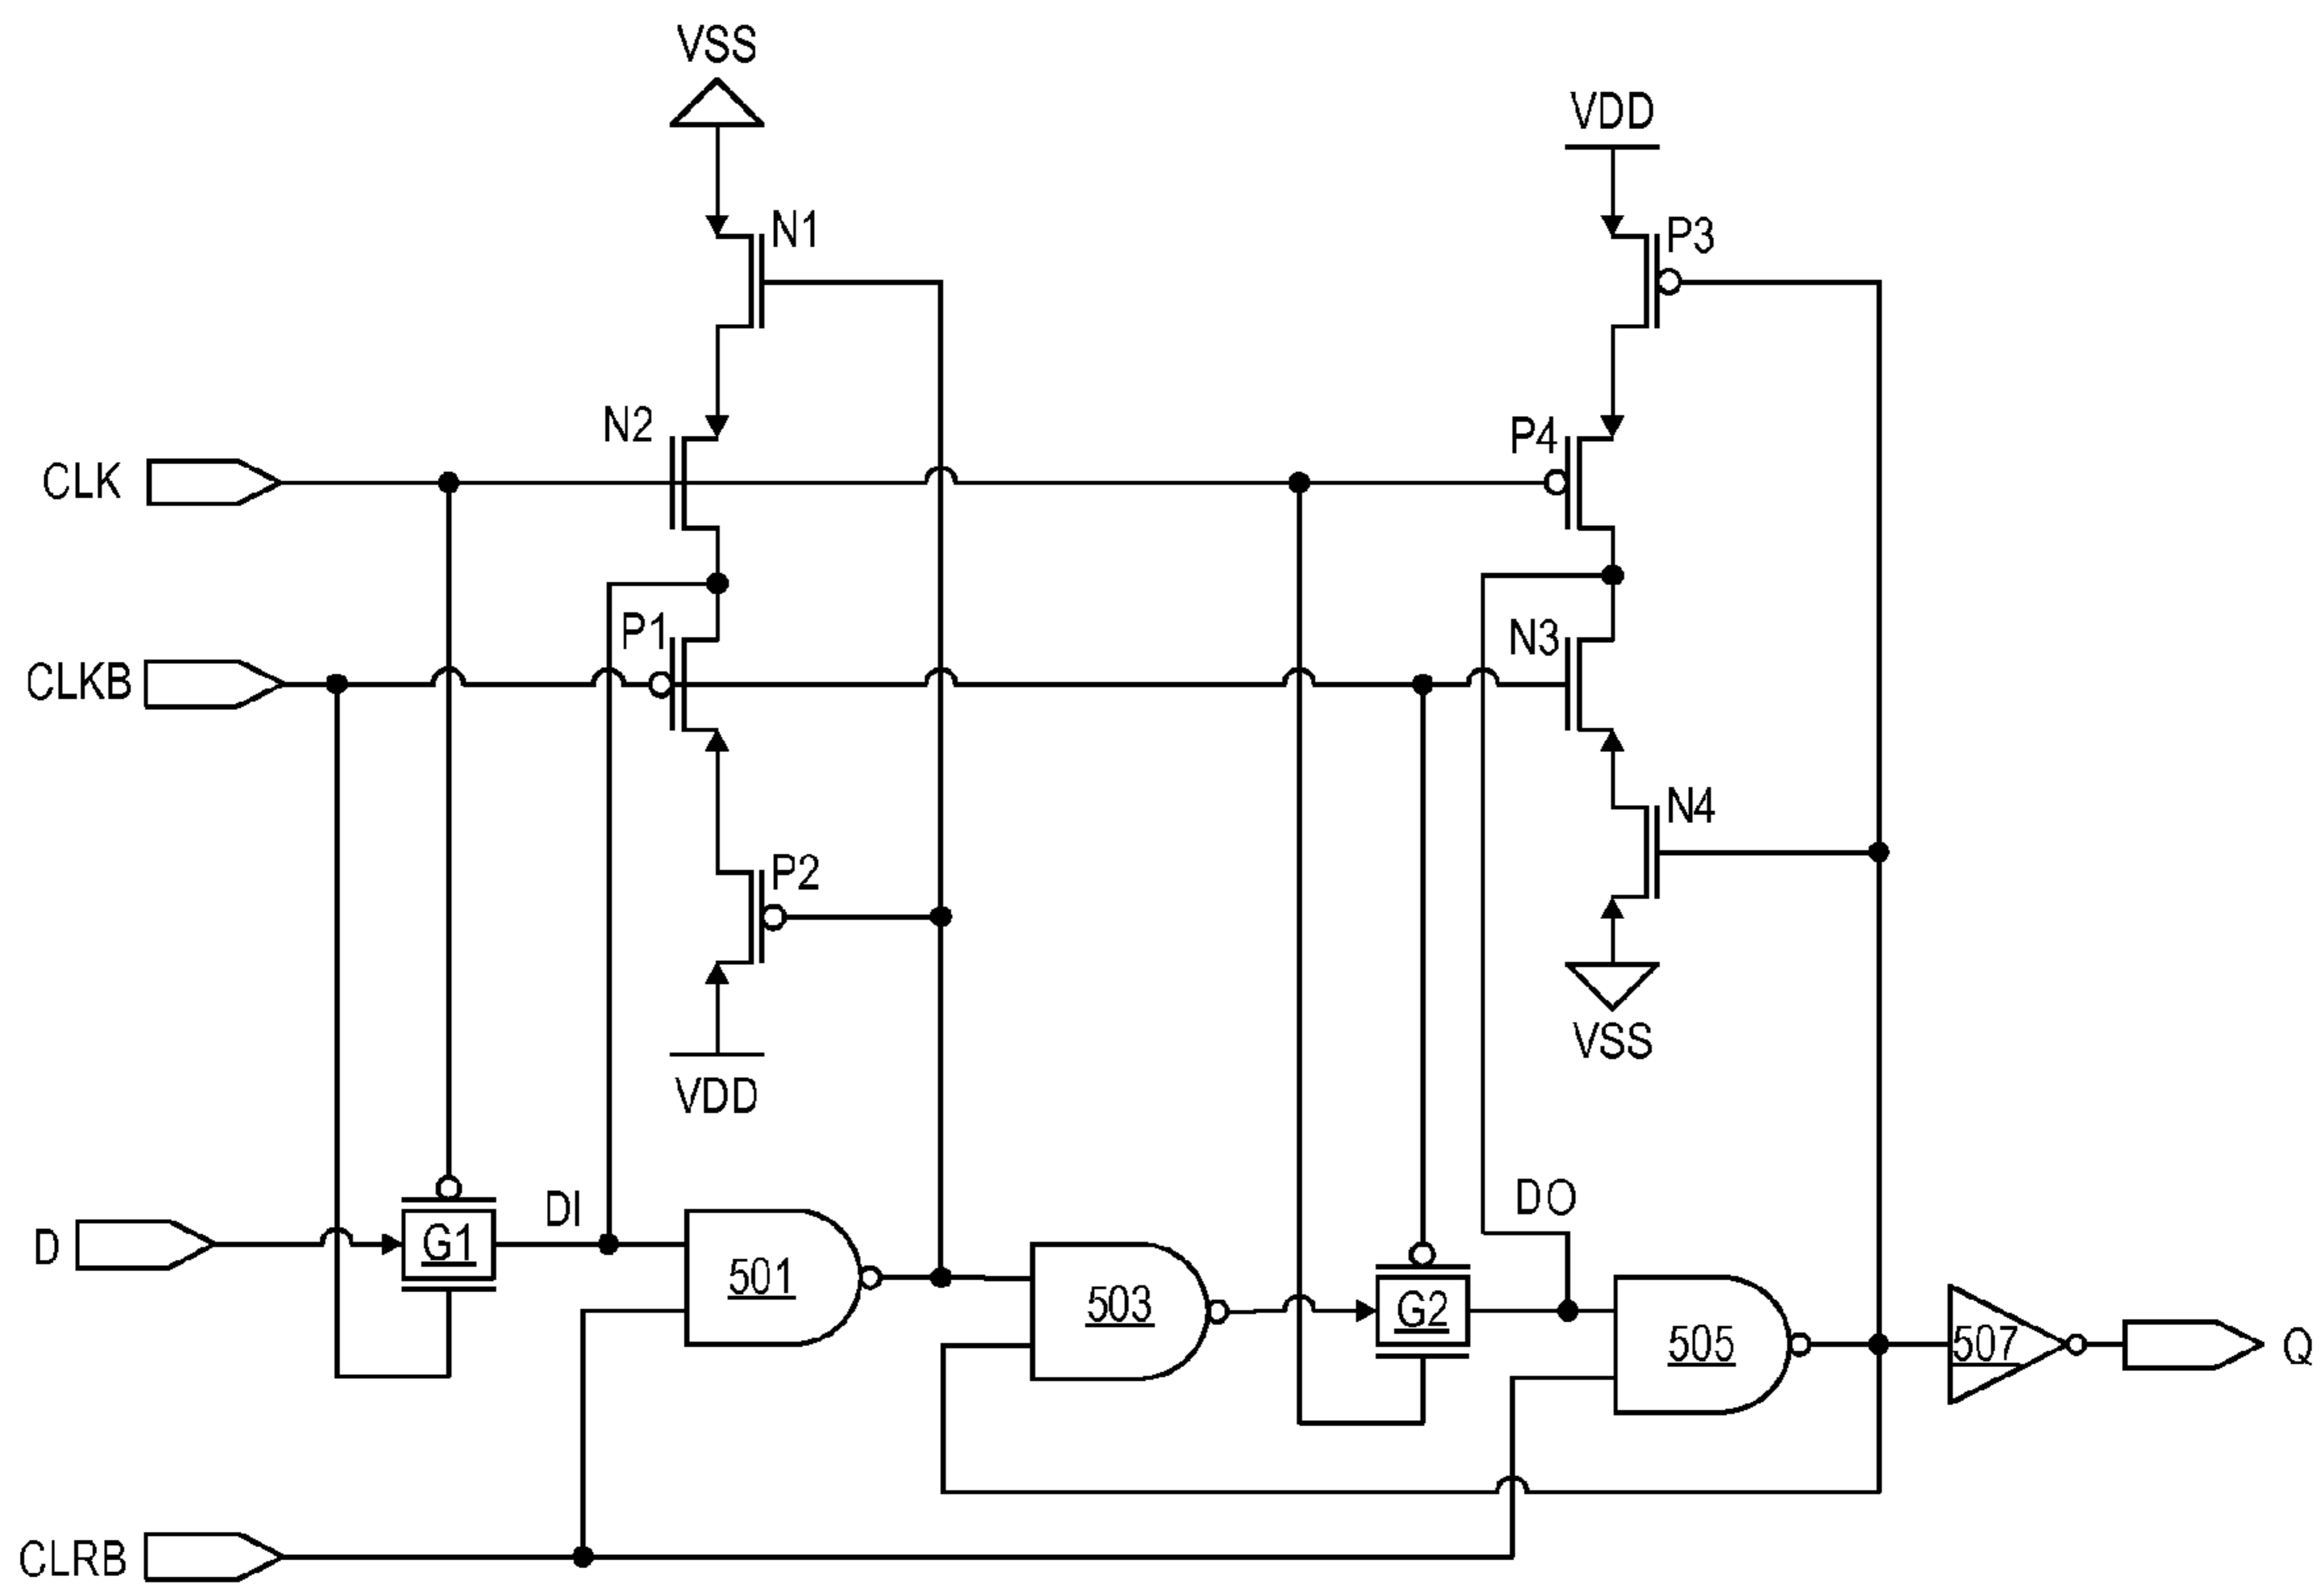 VSS
VDD
N1
P3
N2
P4
CLK
P1
N3
CLKB
N4
P2
VSS
VDD
DI
DO
D
G1
501
503
G2
505
507
Q
CLRB